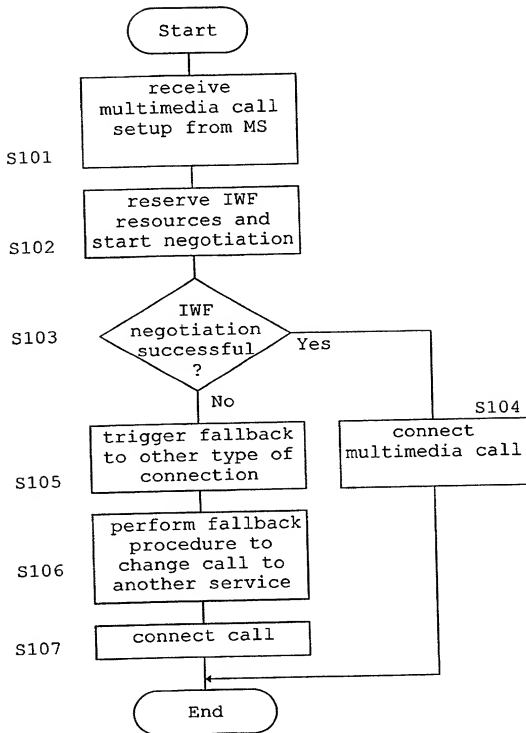 Start
receive
multimedia call
setup from MS
S101
reserve IWF
resources and
start negotiation
S102
IWF
negotiation
successful
?
S103
Yes
No
S104
connect
multimedia call
trigger fallback
to other type of
connection
S105
perform fallback
procedure to
change call to
another service
S106
connect call
S107
End